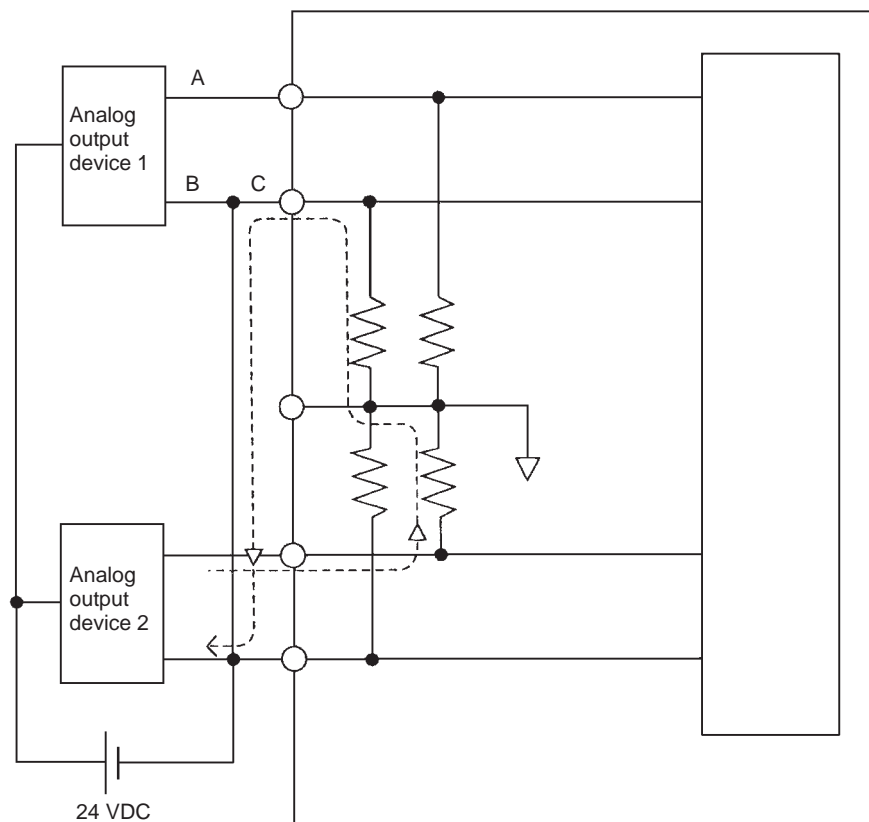 A
Analog
output
device 1
B C
Analog
output
device 2
24 VDC